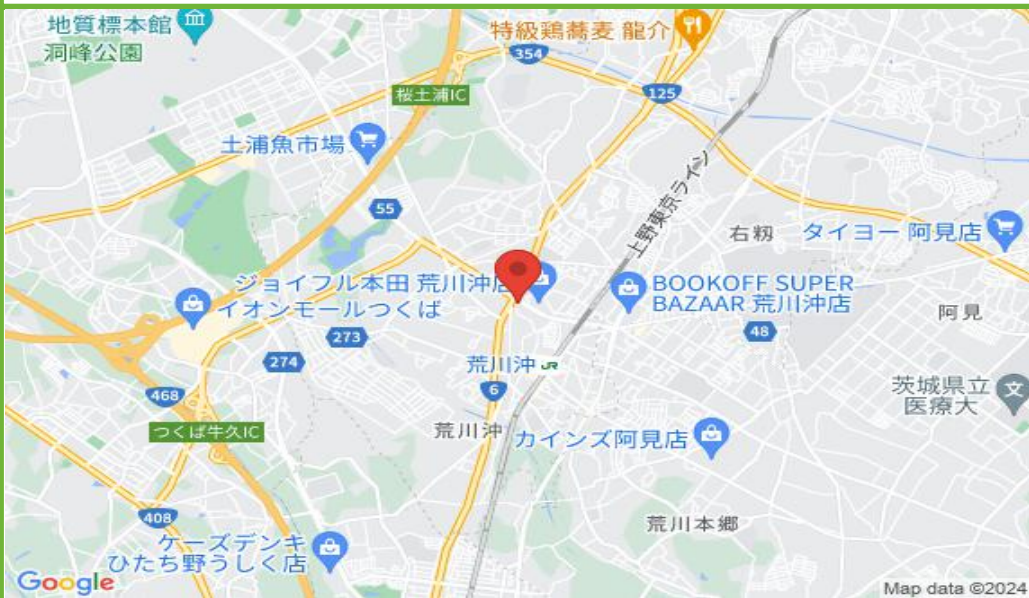 地質標本館
洞峰公園
特級鶏蕎麦 龍介
354
桜土浦IC
125
土浦魚市場
55
上野東京ライン
右籾
タイヨー 阿見店
ジョイフル本田 荒川沖店
イオンモールつくば
BOOKOFF SUPER
BAZAAR 荒川沖店
阿見
273
48
274
荒川沖 JR
6
468
茨城県立
医療大
つくば牛久IC
荒川沖
カインズ阿見店
408
荒川本郷
ケーズデンキ
ひたち野うしく店
Google
Map data ©2024